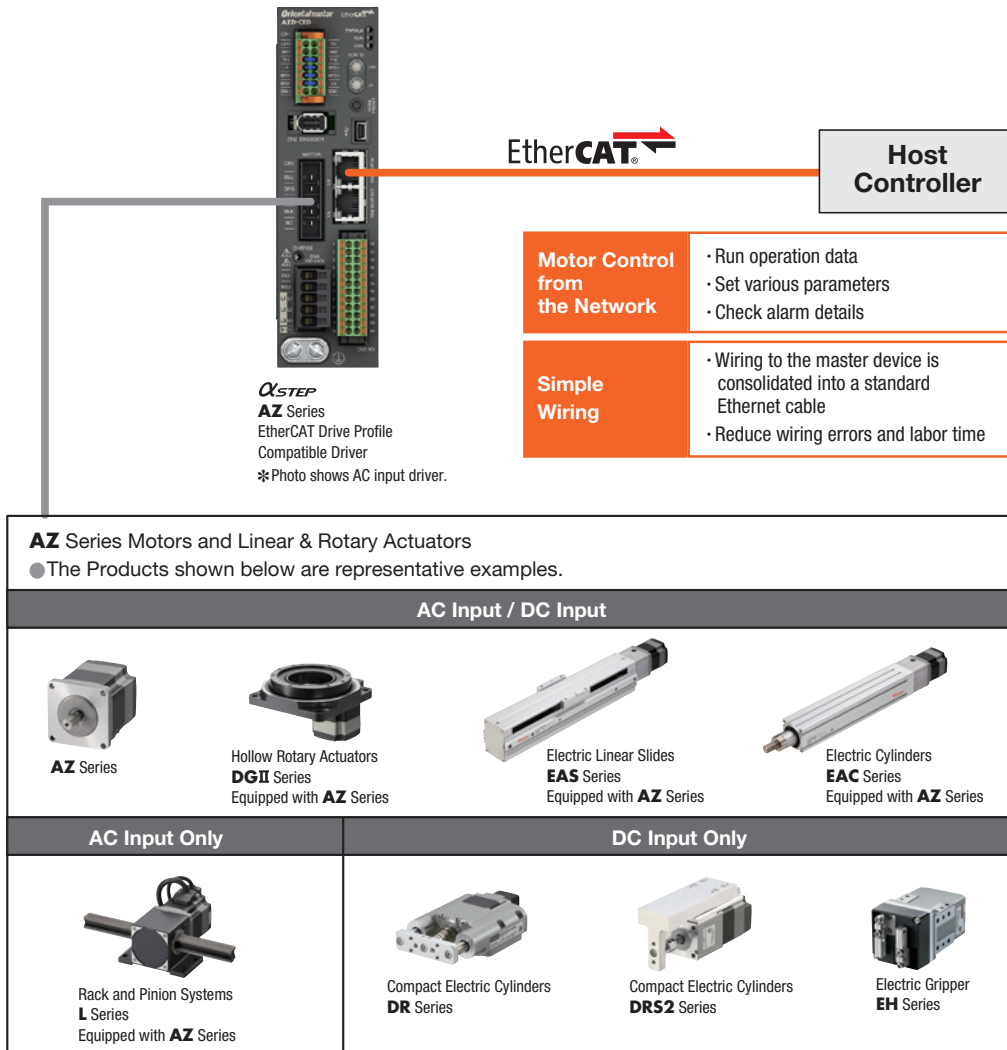 Orientalmotor
EtherCAT
AZD-CED
MOTOR
CHARGE
EtherCAT®
Host
Controller
Motor Control
from
the Network
· Run operation data
· Set various parameters
· Check alarm details
Simple
Wiring
· Wiring to the master device is
consolidated into a standard
Ethernet cable
· Reduce wiring errors and labor time
αSTEP
AZ Series
EtherCAT Drive Profile
Compatible Driver
✻Photo shows AC input driver.
AZ Series Motors and Linear & Rotary Actuators
●The Products shown below are representative examples.
AC Input / DC Input
AZ Series
Hollow Rotary Actuators
DGII Series
Equipped with AZ Series
Electric Linear Slides
EAS Series
Equipped with AZ Series
Electric Cylinders
EAC Series
Equipped with AZ Series
AC Input Only
DC Input Only
Rack and Pinion Systems
L Series
Equipped with AZ Series
Compact Electric Cylinders
DR Series
Compact Electric Cylinders
DRS2 Series
Electric Gripper
EH Series